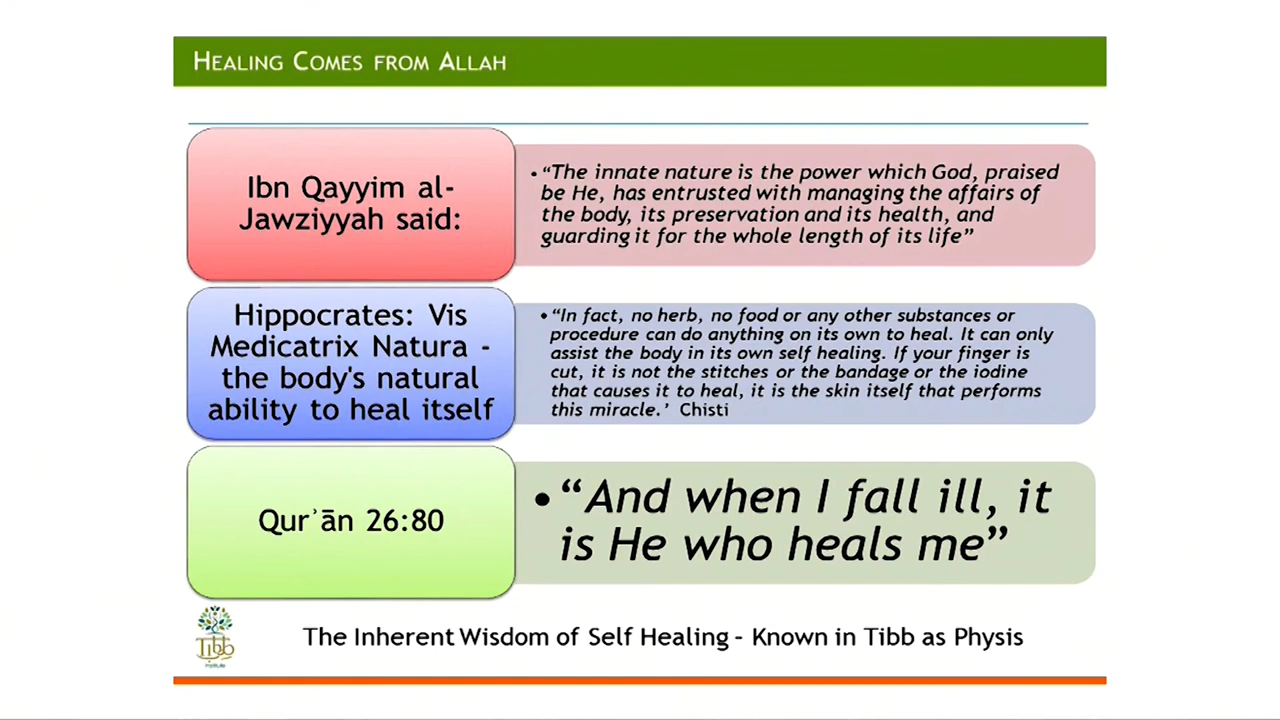 HEALING COMES FROM ALLAH
Ibn Qayyim al-
Jawziyyah said:
•“The innate nature is the power which God, praised
be He, has entrusted with managing the affairs of
the body, its preservation and its health, and
guarding it for the whole length of its life”
Hippocrates: Vis
Medicatrix Natura -
the body's natural
ability to heal itself
•“In fact, no herb, no food or any other substances or
procedure can do anything on its own to heal. It can only
assist the body in its own self healing. If your finger is
cut, it is not the stitches or the bandage or the iodine
that causes it to heal, it is the skin itself that performs
this miracle.’ Chisti
Qurʾān 26:80
•“And when I fall ill, it
is He who heals me”
Tibb
Institute
The Inherent Wisdom of Self Healing - Known in Tibb as Physis